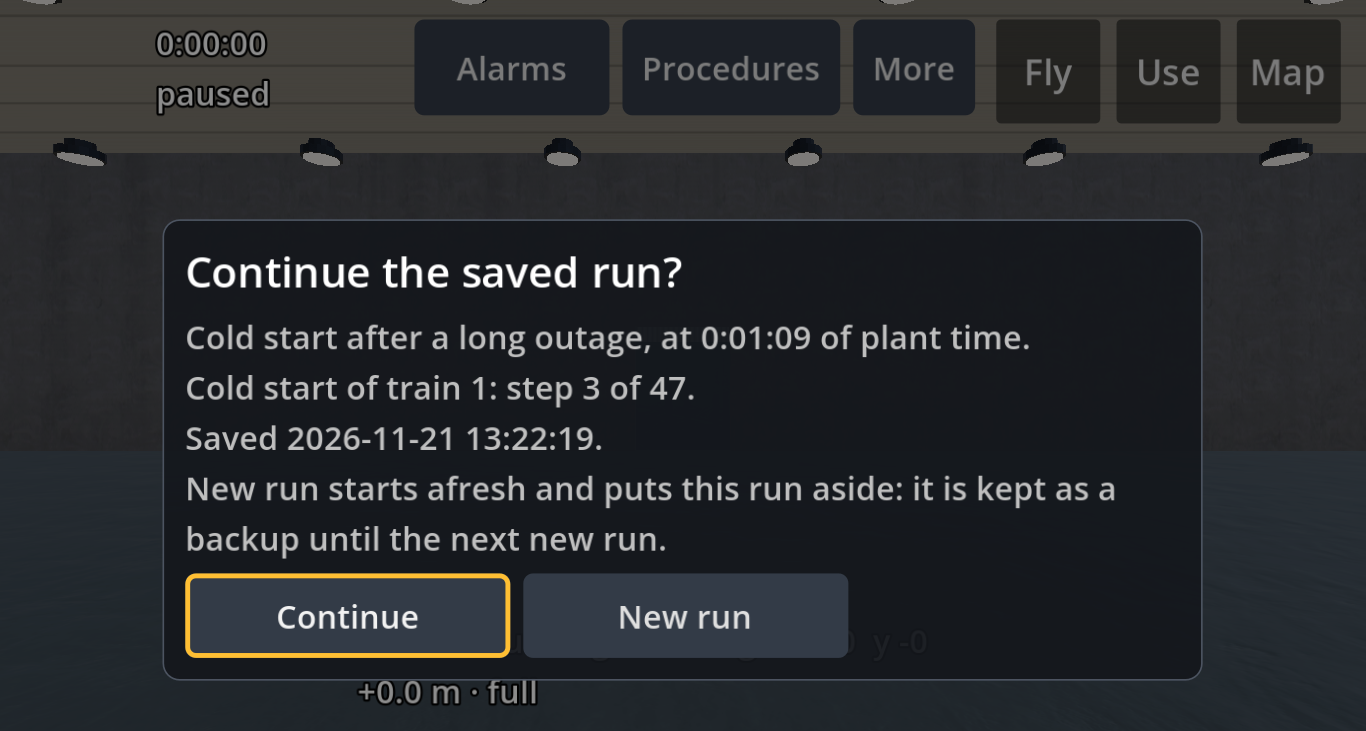 0:00:00
paused
Alarms
Procedures
More
Fly
Use
Map
Continue the saved run?
Cold start after a long outage, at 0:01:09 of plant time.
Cold start of train 1: step 3 of 47.
Saved 2026-11-21 13:22:19.
New run starts afresh and puts this run aside: it is kept as a
backup until the next new run.
Continue
New run
y -0
+0.0 m · full